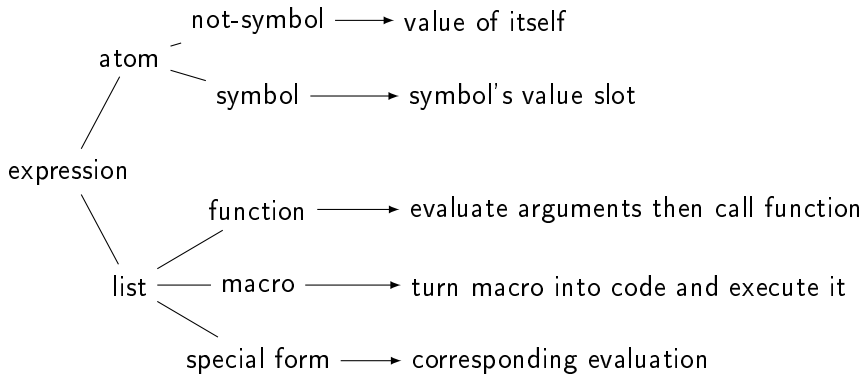 not-symbol value of itself
atom
symbol symbol's value slot
expression
function evaluate arguments then call function
list macro turn macro into code and execute it
special form corresponding evaluation